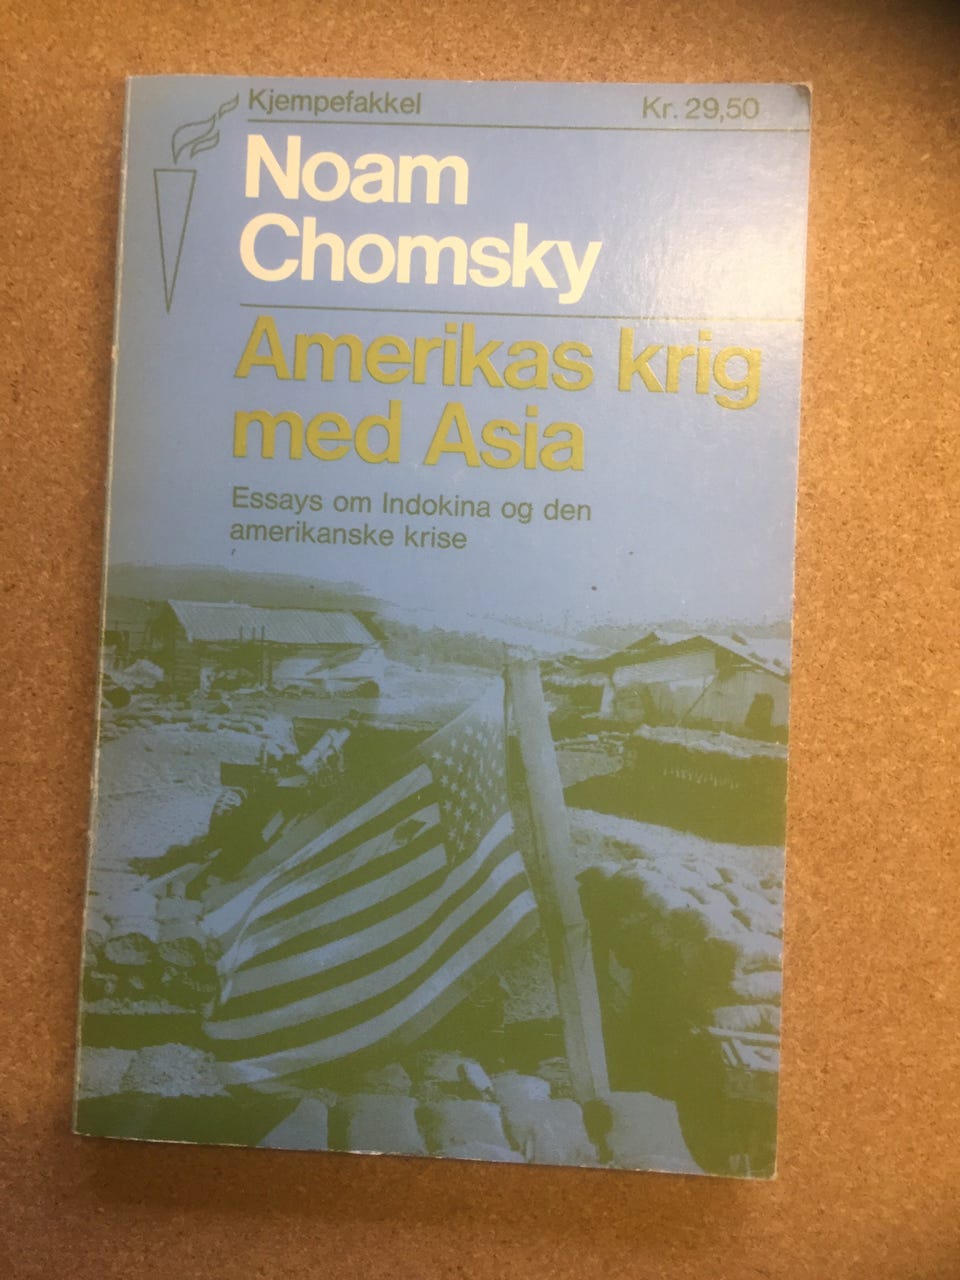 Kjempefakkel Kr. 29,50
Noam
Chomsky
Amerikas krig
med Asia
Essays om Indokina og den
amerikanske krise